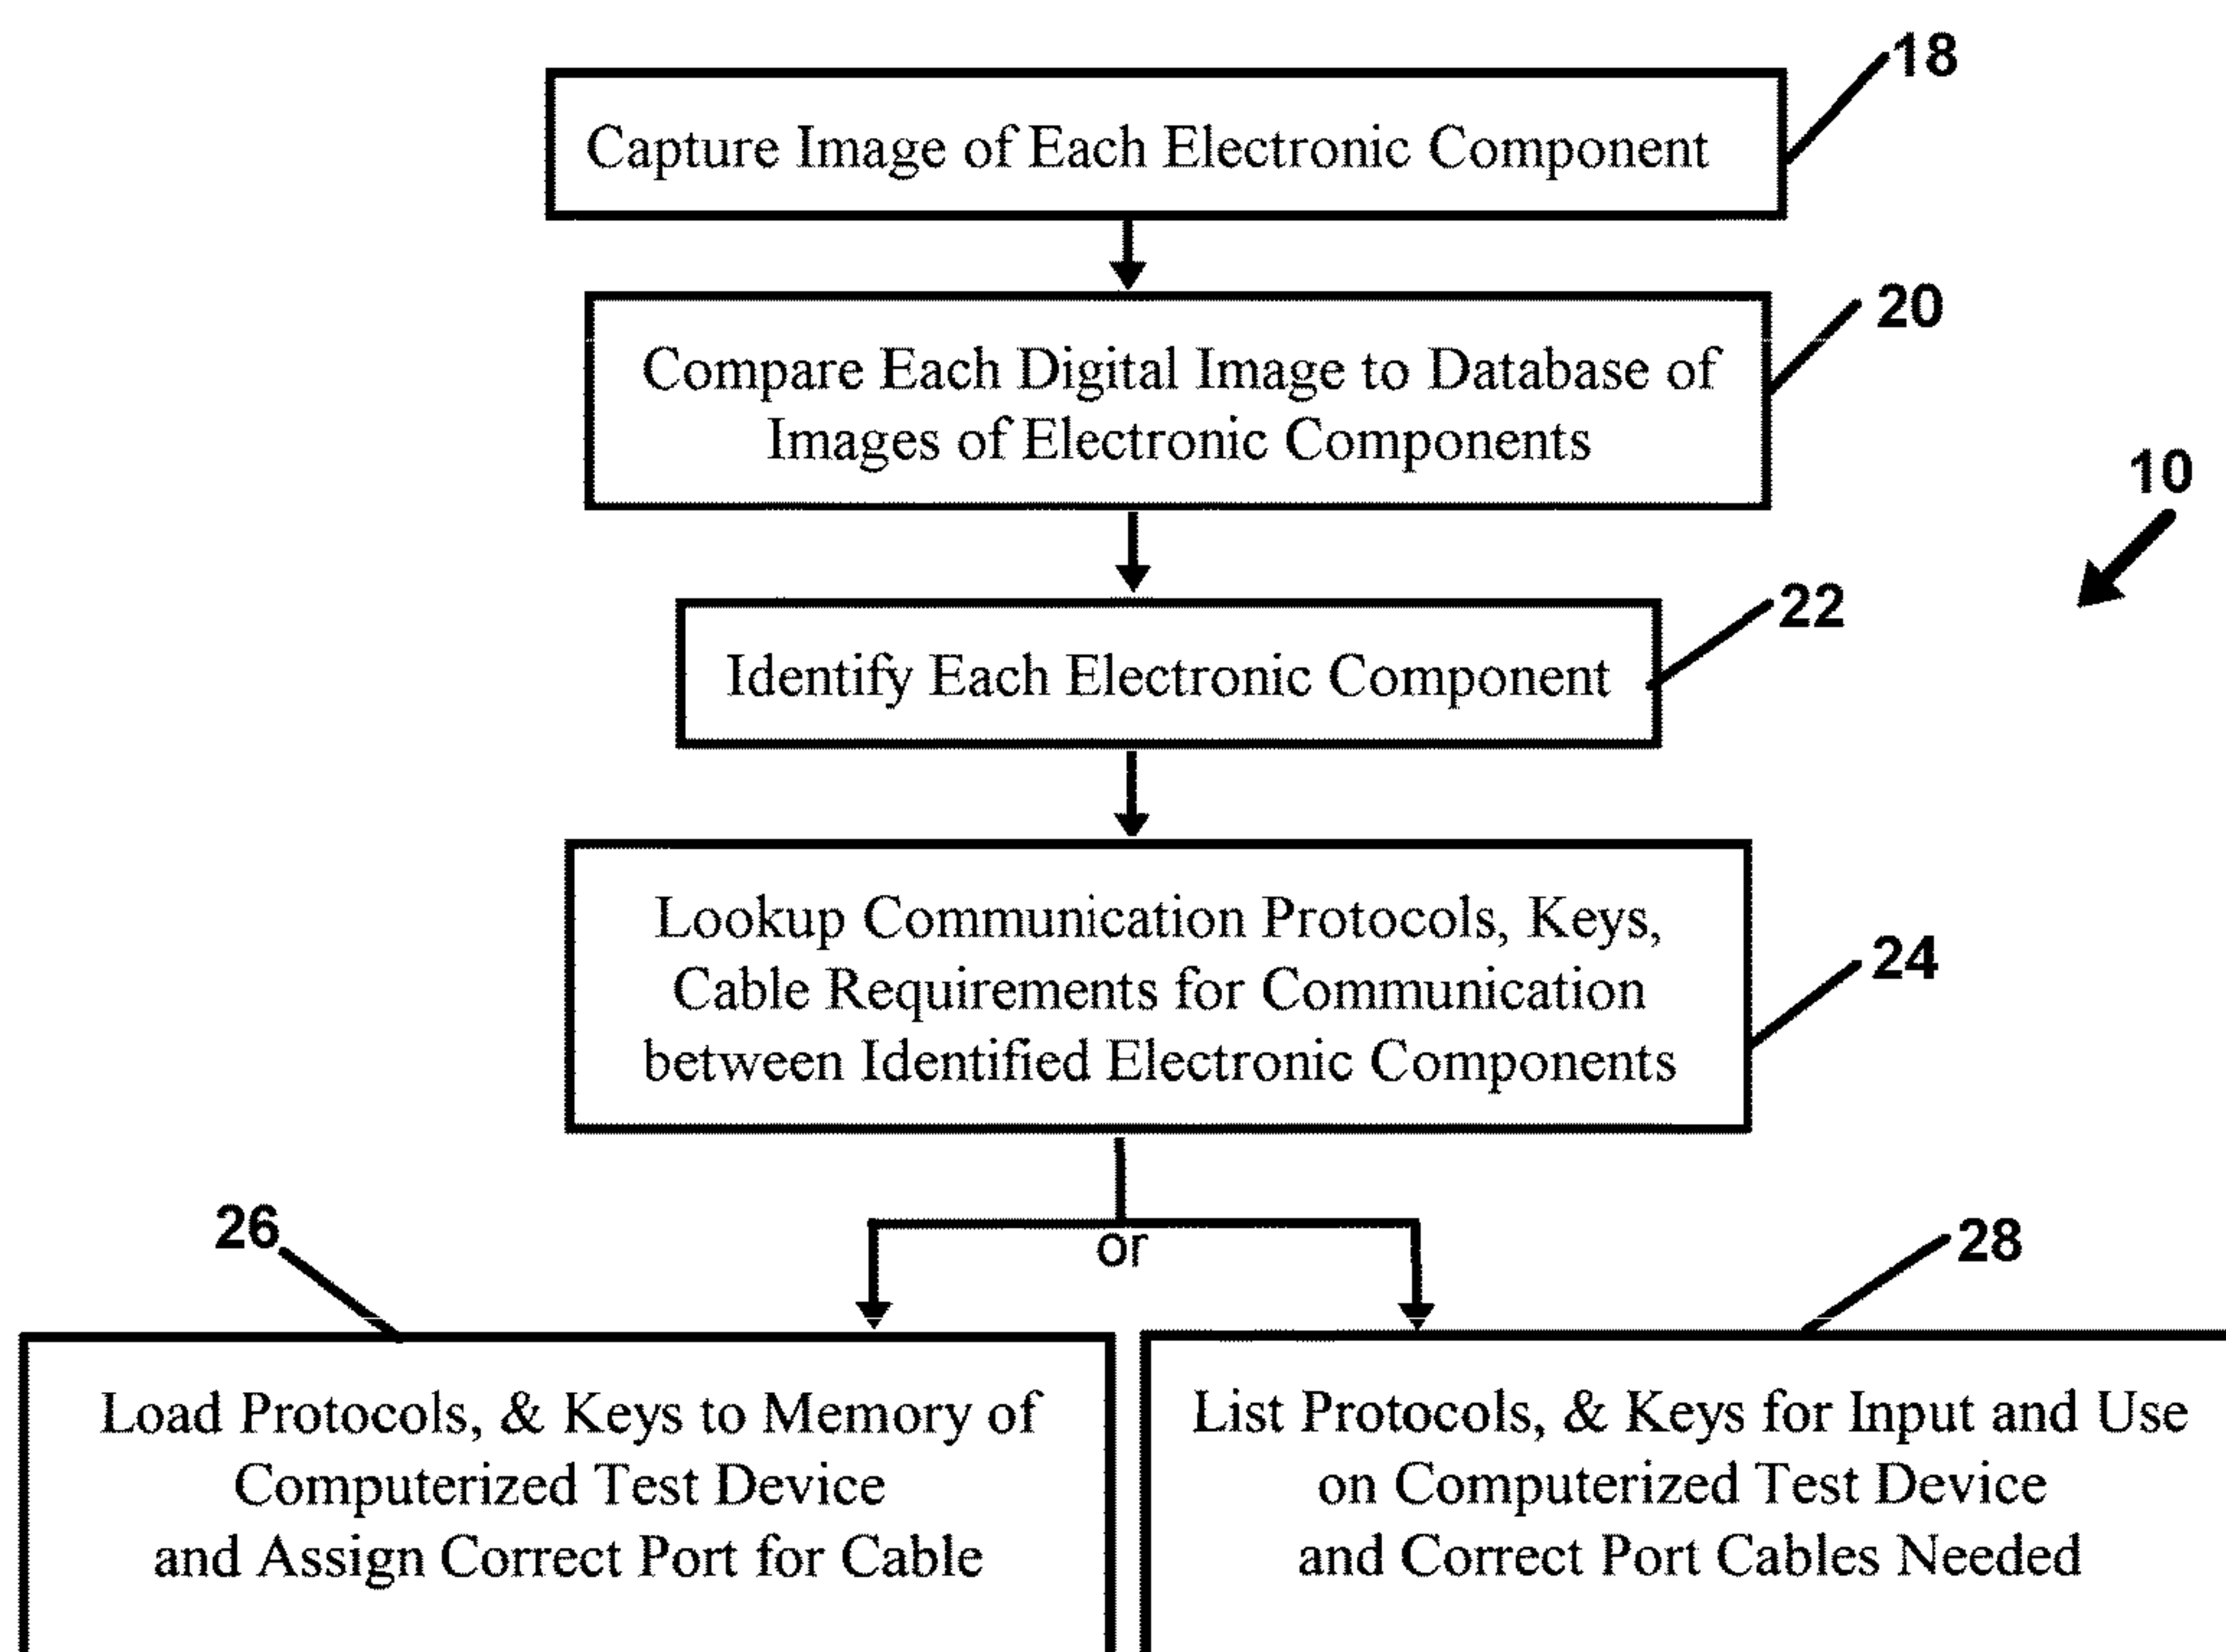 18
Capture Image of Each Electronic Component
20
Compare Each Digital Image to Database of
Images of Electronic Components
10
22
Identify Each Electronic Component
Lookup Communication Protocols, Keys,
Cable Requirements for Communication
between Identified Electronic Components
24
26
or
28
Load Protocols, & Keys to Memory of
Computerized Test Device
and Assign Correct Port for Cable
List Protocols, & Keys for Input and Use
on Computerized Test Device
and Correct Port Cables Needed